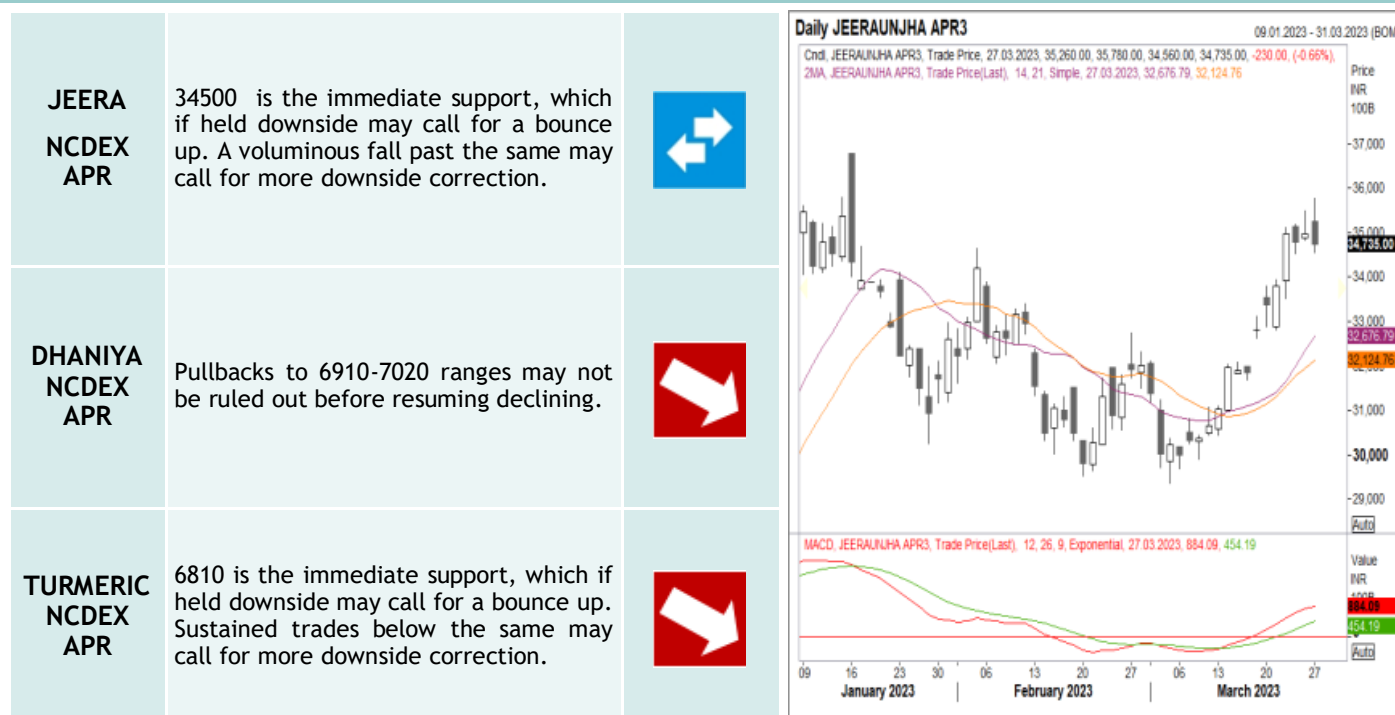 JEERA
NCDEX
APR
34500 is the immediate support, which
if held downside may call for a bounce
up. A voluminous fall past the same may
call for more downside correction.
DHANIYA
NCDEX
APR
Pullbacks to 6910-7020 ranges may not
be ruled out before resuming declining.
TURMERIC
NCDEX
APR
6810 is the immediate support, which if
held downside may call for a bounce up.
Sustained trades below the same may
call for more downside correction.
Daily JEERAUNJHA APR3
09.01.2023 - 31.03.2023 (BOM
Cndl, JEERAUNJHA APR3, Trade Price, 27.03.2023, 35,260.00, 35,780.00, 34,560.00, 34,735.00, -230.00, (-0.66%),
2MA, JEERAUNJHA APR3, Trade Price(Last), 14, 21, Simple, 27.03.2023, 32,676.79, 32,124.76
Price
INR
100B
-37,000
-36,000
-35,000
34,735.00
-34,000
-33,000
32,676.79
32,124.76
-31,000
-30,000
-29,000
Auto
MACD, JEERAUNJHA APR3, Trade Price(Last), 12, 26, 9, Exponential, 27.03.2023, 884.09, 454.19
Value
INR
100B
884.09
454.19
Auto
09 16 23 30 06 13 20 27 06 13 20 27
January 2023 February 2023 March 2023